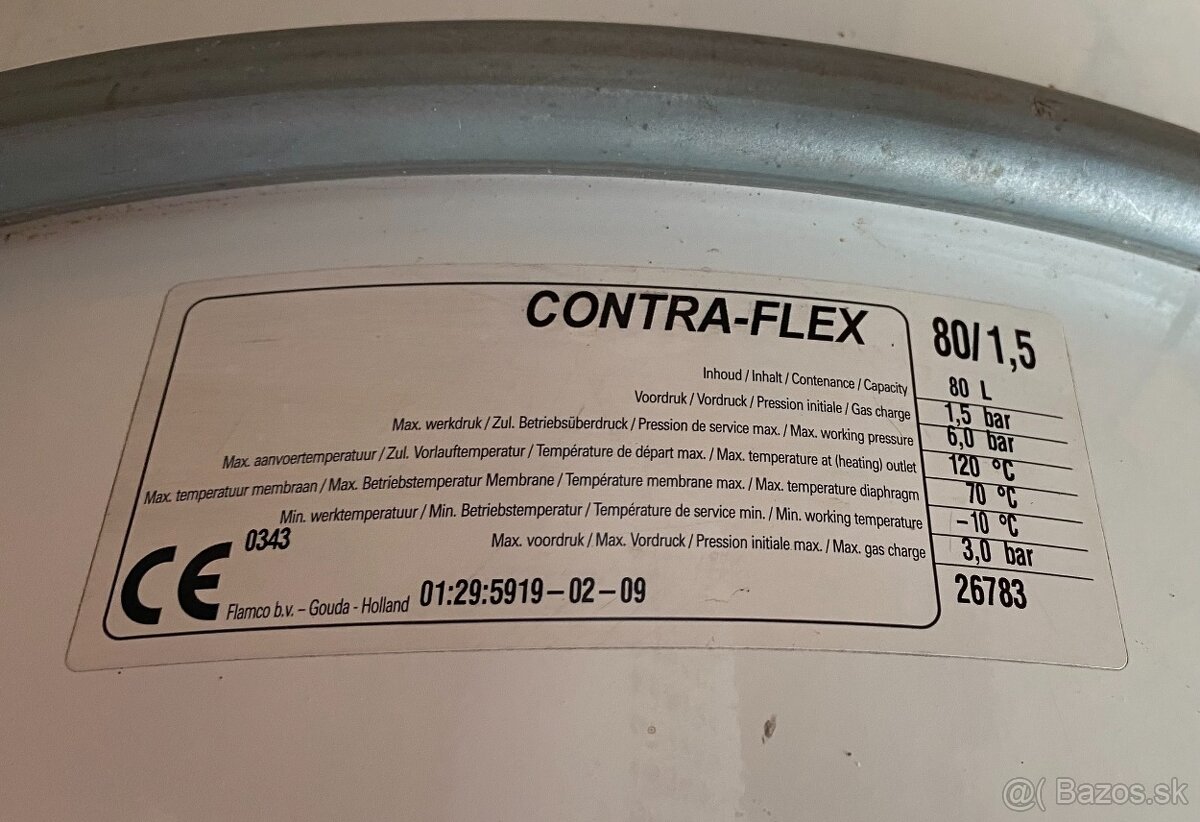 CONTRA-FLEX 80/1,5
Inhoud / Inhalt / Contenance / Capacity 80 L
Voordruk / Vordruck / Pression initiale / Gas charge 1,5 bar
Max. werkdruk / Zul. Betriebsüberdruck / Pression de service max. / Max. working pressure 6,0 bar
Max. aanvoertemperatuur / Zul. Vorlauftemperatur / Température de départ max. / Max. temperature at (heating) outlet 120 °C
Max. temperatuur membraan / Max. Betriebstemperatur Membrane / Température membrane max. / Max. temperature diaphragm 70 °C
Min. werktemperatuur / Min. Betriebstemperatur / Température de service min. / Min. working temperature -10 °C
Max. voordruk / Max. Vordruck / Pression initiale max. / Max. gas charge 3,0 bar
CE 0343
Flamco b.v. – Gouda - Holland 01:29:5919-02-09 26783
@( Bazos.sk